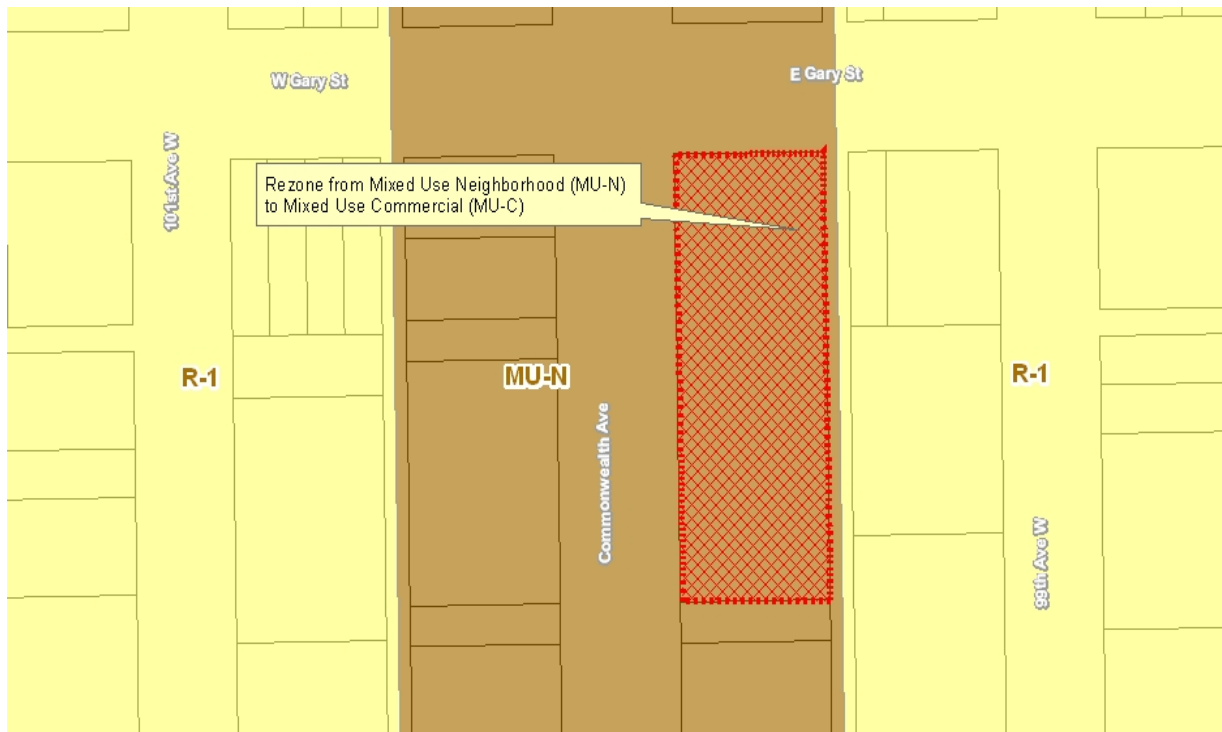 W Gary St
E Gary St
101st Ave W
Rezone from Mixed Use Neighborhood (MU-N)
to Mixed Use Commercial (MU-C)
R-1
MU-N
R-1
Commonwealth Ave
99th Ave W